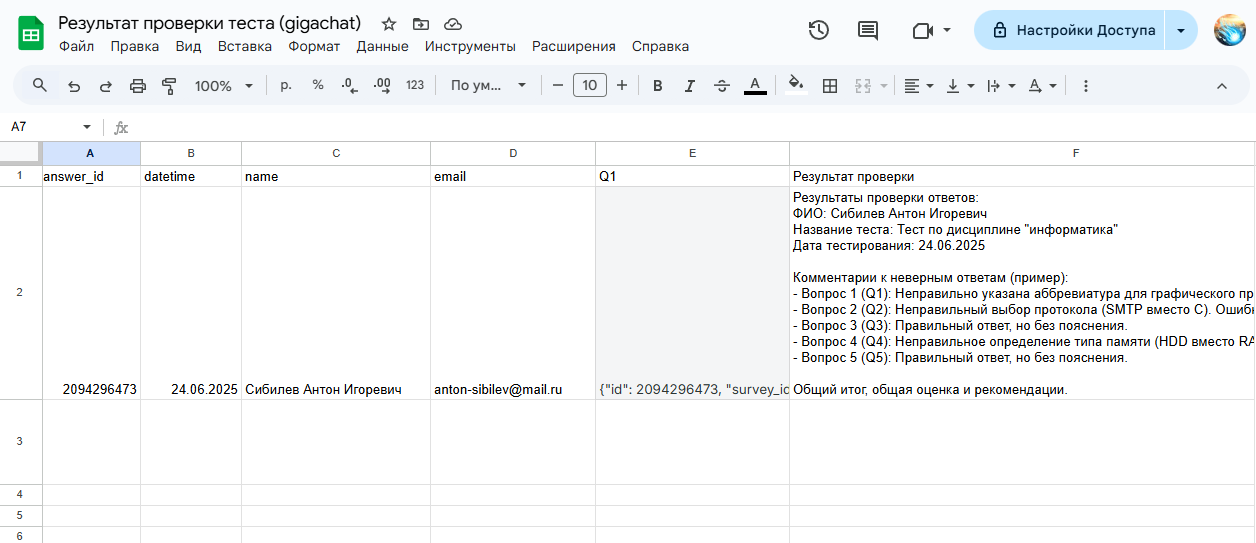 Результат проверки теста (gigachat)
Файл Правка Вид Вставка Формат Данные Инструменты Расширения Справка
Настройки Доступа
100% р. % .0 .00 123 По ум... 10 B I S A
A7 fx
A B C D E F
1 answer_id datetime name email Q1 Результат проверки
Результаты проверки ответов:
ФИО: Сибилев Антон Игоревич
Название теста: Тест по дисциплине "информатика"
Дата тестирования: 24.06.2025
Комментарии к неверным ответам (пример):
- Вопрос 1 (Q1): Неправильно указана аббревиатура для графического пр
2 - Вопрос 2 (Q2): Неправильный выбор протокола (SMTP вместо C). Ошибн
- Вопрос 3 (Q3): Правильный ответ, но без пояснения.
- Вопрос 4 (Q4): Неправильное определение типа памяти (HDD вместо RA
- Вопрос 5 (Q5): Правильный ответ, но без пояснения.
2094296473 24.06.2025 Сибилев Антон Игоревич anton-sibilev@mail.ru {"id": 2094296473, "survey_id Общий итог, общая оценка и рекомендации.
3
4
5
6